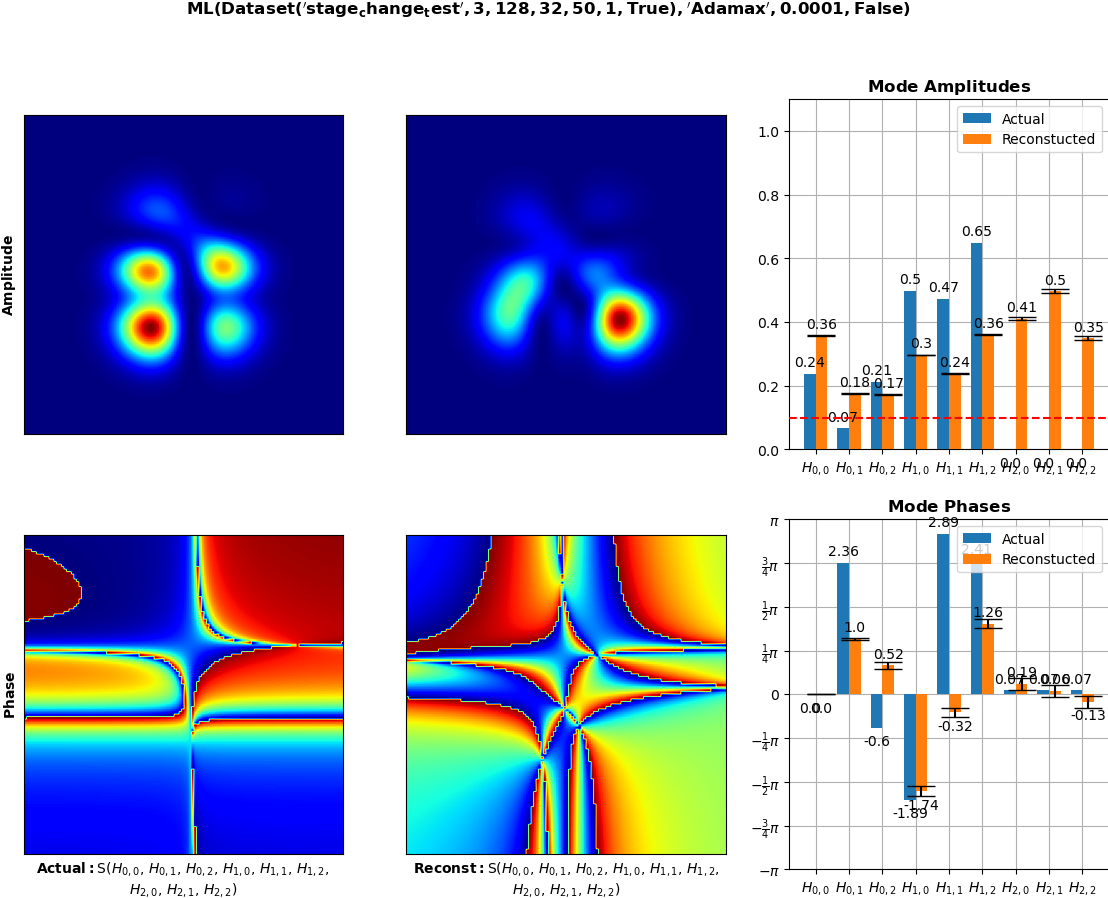 ML(Dataset('stage_change_test', 3, 128, 32, 50, 1, True), 'Adamax', 0.0001, False)
Amplitude
Mode Amplitudes
Actual
Reconstucted
1.0
0.8
0.6
0.4
0.2
0.0
0.24
0.36
0.07
0.18
0.21
0.17
0.5
0.3
0.47
0.24
0.65
0.36
0.0
0.41
0.0
0.5
0.0
0.35
H0,0 H0,1 H0,2 H1,0 H1,1 H1,2 H2,0 H2,1 H2,2
Phase
Actual: S(H0,0, H0,1, H0,2, H1,0, H1,1, H1,2,
H2,0, H2,1, H2,2)
Reconst: S(H0,0, H0,1, H0,2, H1,0, H1,1, H1,2,
H2,0, H2,1, H2,2)
Mode Phases
Actual
Reconstucted
π
3/4π
1/2π
1/4π
0
−1/4π
−1/2π
−3/4π
−π
0.0
0.0
2.36
1.0
-0.6
0.52
-1.89
-1.74
2.89
-0.32
2.41
1.26
0.07
0.19
0.07
0.06
0.07
-0.13
H0,0 H0,1 H0,2 H1,0 H1,1 H1,2 H2,0 H2,1 H2,2